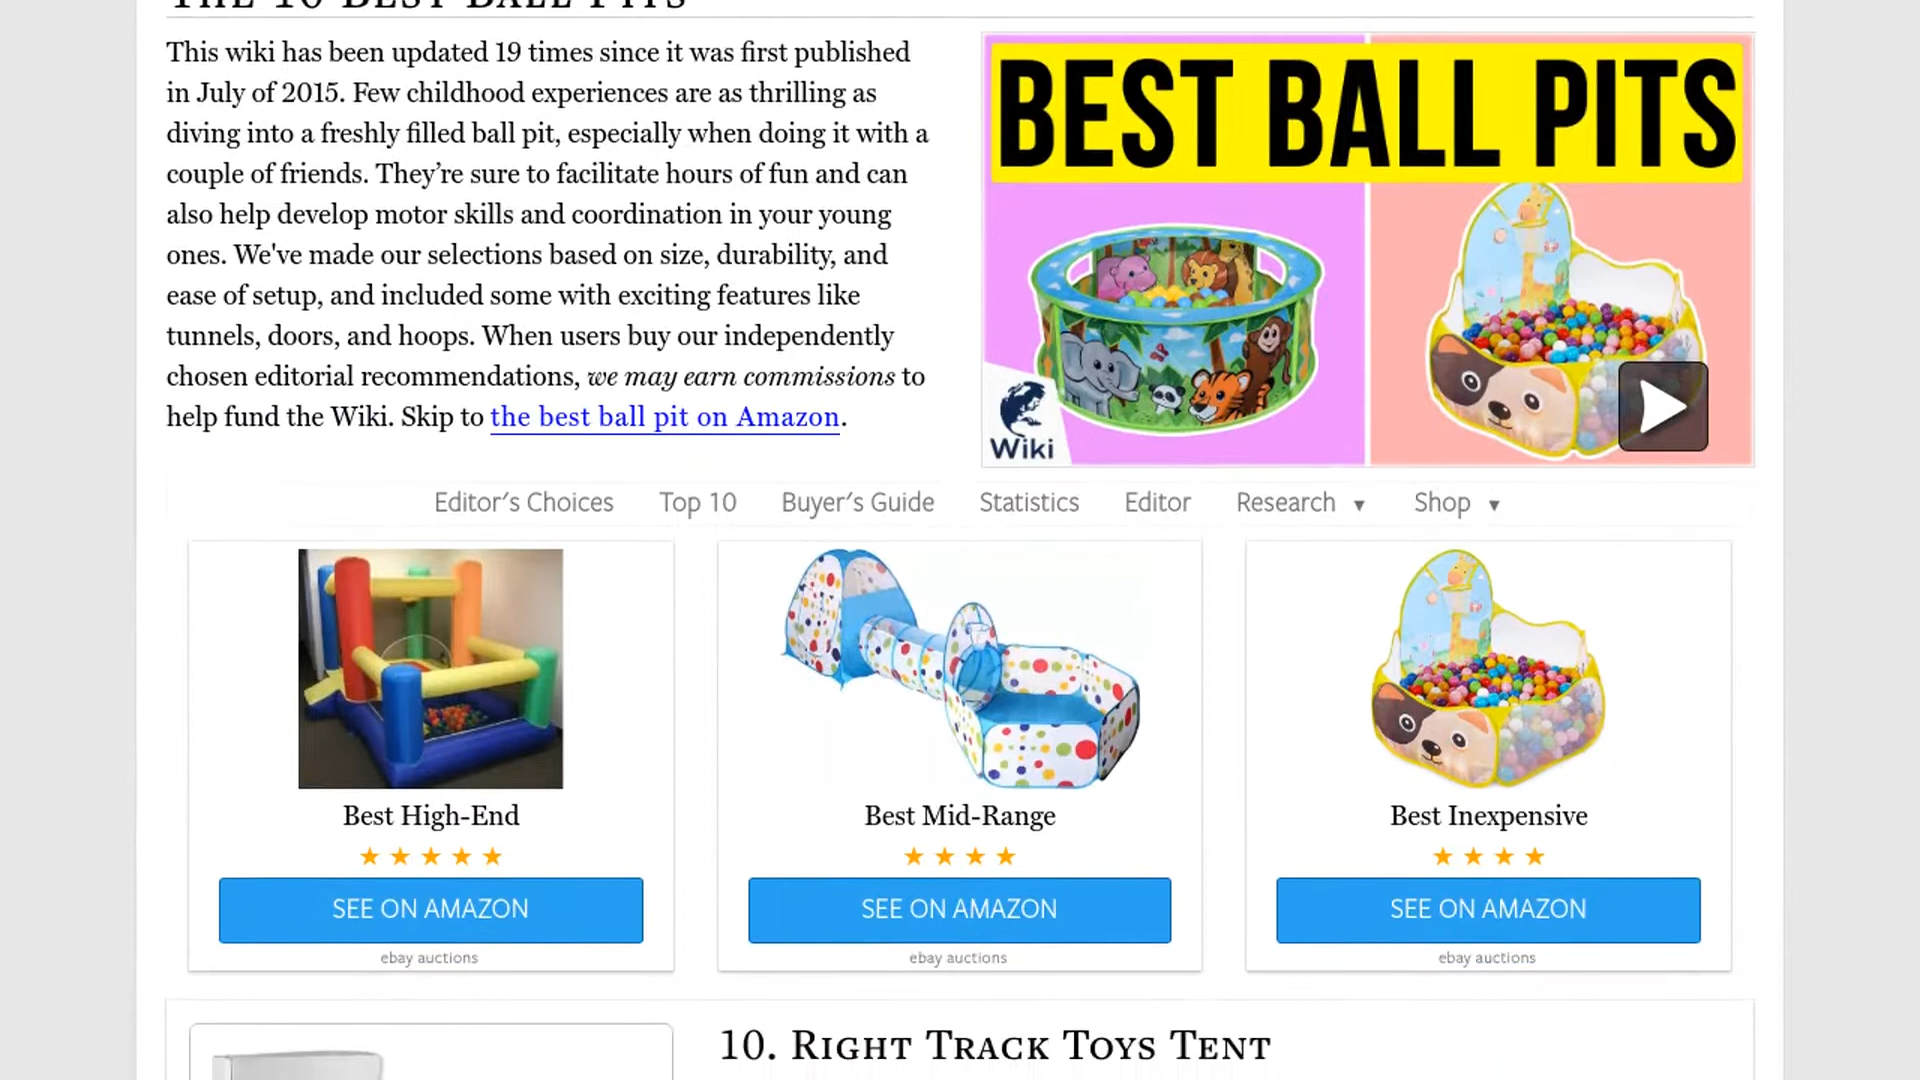 THE 10 BEST BALL PITS
This wiki has been updated 19 times since it was first published
in July of 2015. Few childhood experiences are as thrilling as
diving into a freshly filled ball pit, especially when doing it with a
couple of friends. They’re sure to facilitate hours of fun and can
also help develop motor skills and coordination in your young
ones. We've made our selections based on size, durability, and
ease of setup, and included some with exciting features like
tunnels, doors, and hoops. When users buy our independently
chosen editorial recommendations, we may earn commissions to
help fund the Wiki. Skip to the best ball pit on Amazon.
BEST BALL PITS
Wiki
Editor's Choices Top 10 Buyer's Guide Statistics Editor Research ▼ Shop ▼
Best High-End
★ ★ ★ ★ ★
SEE ON AMAZON
ebay auctions
Best Mid-Range
★ ★ ★ ★
SEE ON AMAZON
ebay auctions
Best Inexpensive
★ ★ ★ ★
SEE ON AMAZON
ebay auctions
10. RIGHT TRACK TOYS TENT